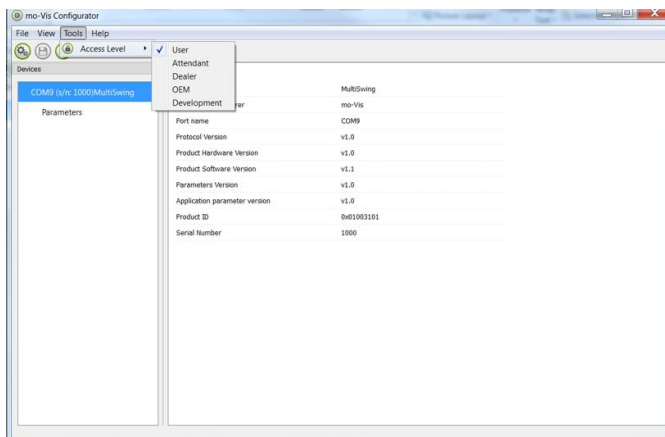 mo-Vis Configurator
File View Tools Help
Access Level
User
Attendant
Dealer
OEM
Development
Devices
COM9 (s/n: 1000)MultiSwing
Parameters
MultiSwing
rer mo-Vis
Port name COM9
Protocol Version v1.0
Product Hardware Version v1.0
Product Software Version v1.1
Parameters Version v1.0
Application parameter version v1.0
Product ID 0x01003101
Serial Number 1000